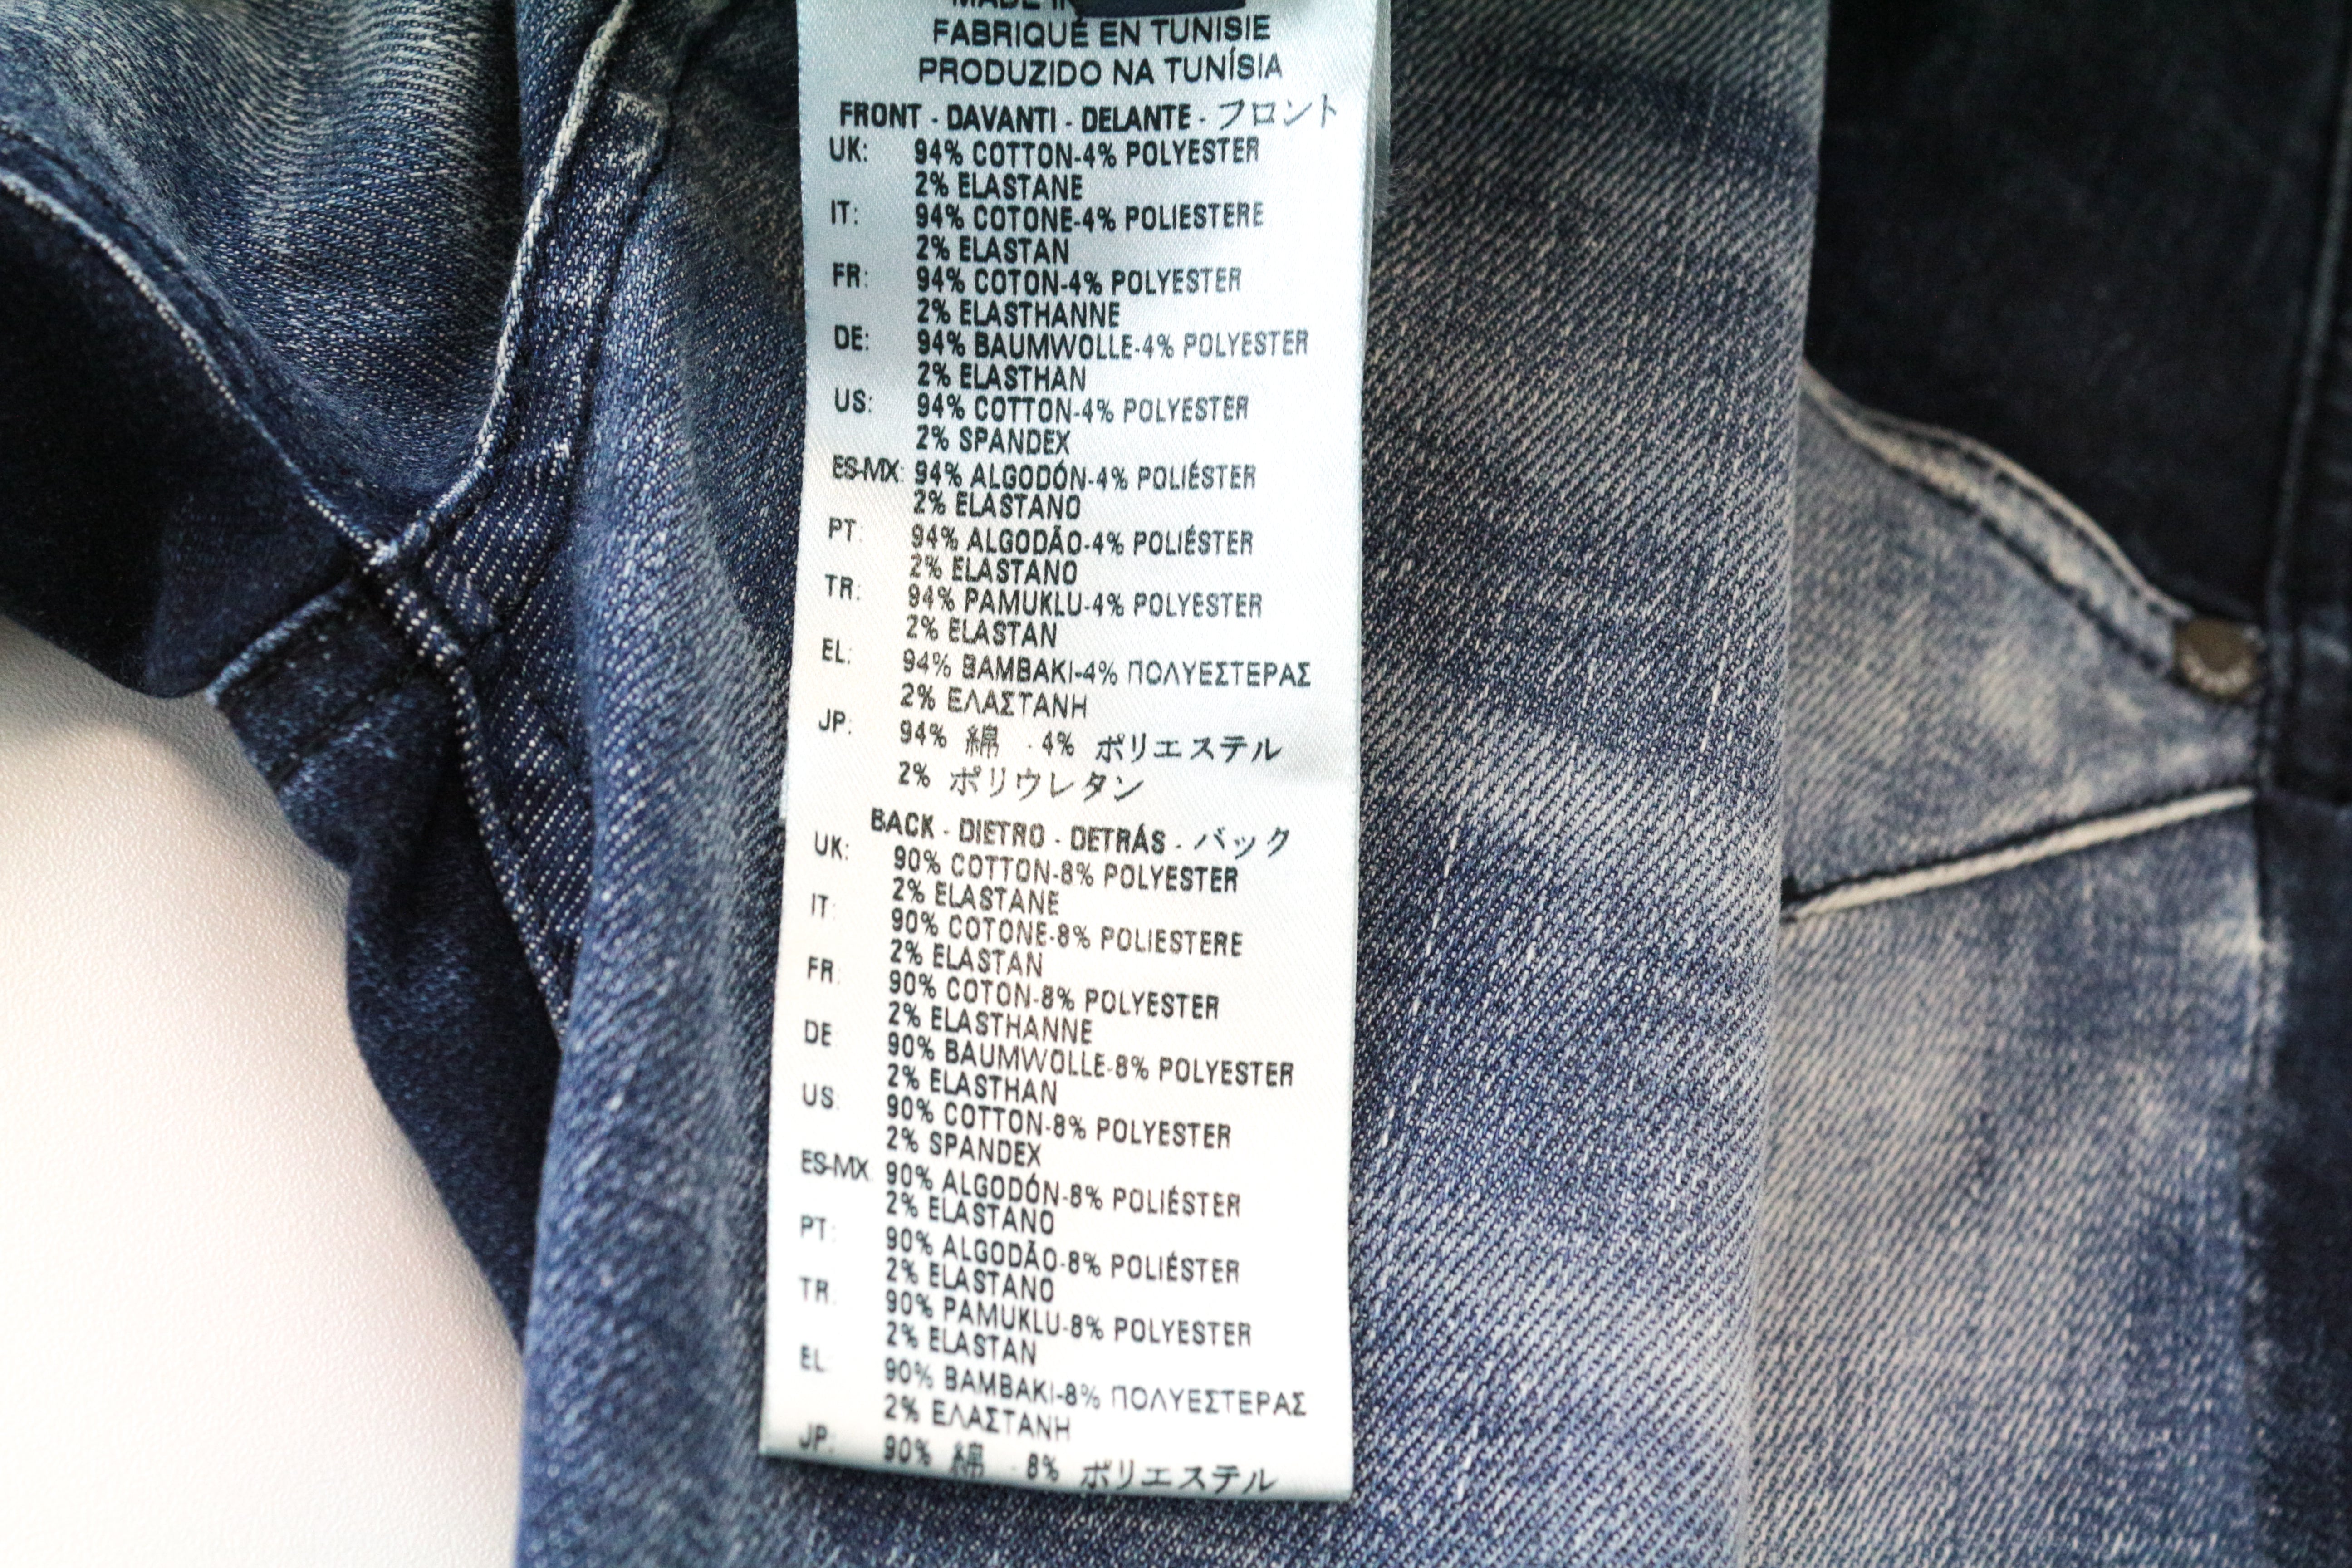 MADE IN
FABRIQUÉ EN TUNISIE
PRODUZIDO NA TUNÍSIA
FRONT - DAVANTI - DELANTE - フロント
UK: 94% COTTON-4% POLYESTER
2% ELASTANE
IT: 94% COTONE-4% POLIESTERE
2% ELASTAN
FR: 94% COTON-4% POLYESTER
2% ELASTHANNE
DE: 94% BAUMWOLLE-4% POLYESTER
2% ELASTHAN
US: 94% COTTON-4% POLYESTER
2% SPANDEX
ES-MX: 94% ALGODÓN-4% POLIÉSTER
2% ELASTANO
PT: 94% ALGODÃO-4% POLIÉSTER
2% ELASTANO
TR: 94% PAMUKLU-4% POLYESTER
2% ELASTAN
EL: 94% BAMBAKI-4% ΠΟΛΥΕΣΤΕΡΑΣ
2% ΕΛΑΣΤΑΝΗ
JP: 94% 綿 - 4% ポリエステル
2% ポリウレタン
BACK - DIETRO - DETRÁS - バック
UK: 90% COTTON-8% POLYESTER
2% ELASTANE
IT: 90% COTONE-8% POLIESTERE
2% ELASTAN
FR: 90% COTON-8% POLYESTER
2% ELASTHANNE
DE: 90% BAUMWOLLE-8% POLYESTER
2% ELASTHAN
US: 90% COTTON-8% POLYESTER
2% SPANDEX
ES-MX: 90% ALGODÓN-8% POLIÉSTER
2% ELASTANO
PT: 90% ALGODÃO-8% POLIÉSTER
2% ELASTANO
TR: 90% PAMUKLU-8% POLYESTER
2% ELASTAN
EL: 90% BAMBAKI-8% ΠΟΛΥΕΣΤΕΡΑΣ
2% ΕΛΑΣΤΑΝΗ
JP: 90% 綿 - 8% ポリエステル